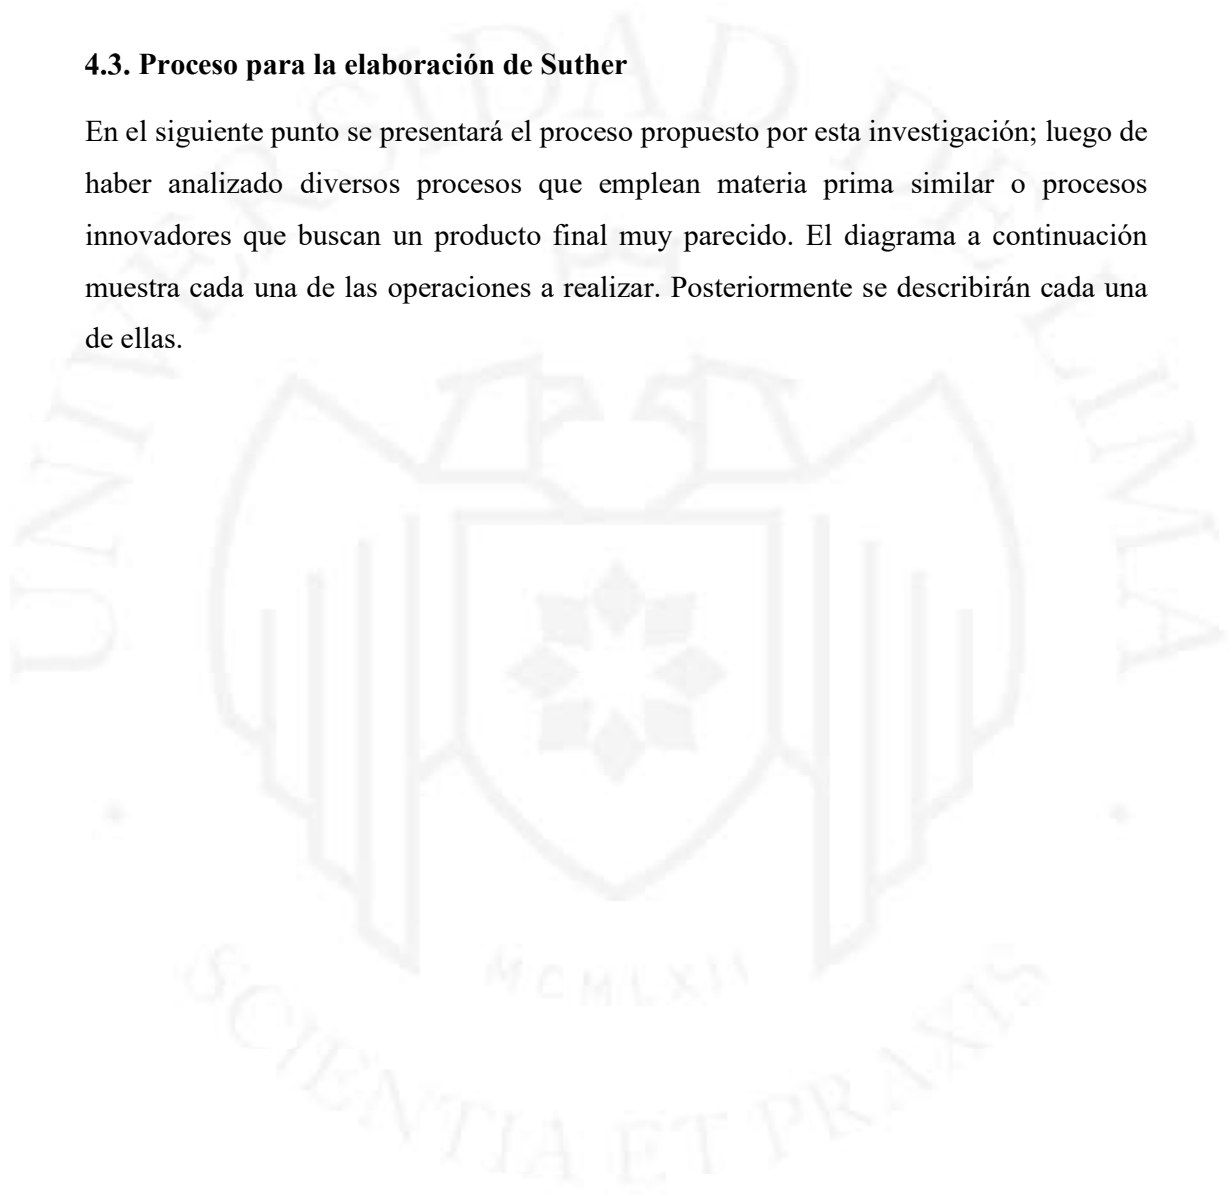 4.3. Proceso para la elaboración de Suther
En el siguiente punto se presentará el proceso propuesto por esta investigación; luego de
haber analizado diversos procesos que emplean materia prima similar o procesos
innovadores que buscan un producto final muy parecido. El diagrama a continuación
muestra cada una de las operaciones a realizar. Posteriormente se describirán cada una
de ellas.
UNIVERSIDAD DE LIMA
MCMLXII
SCIENTIA ET PRAXIS